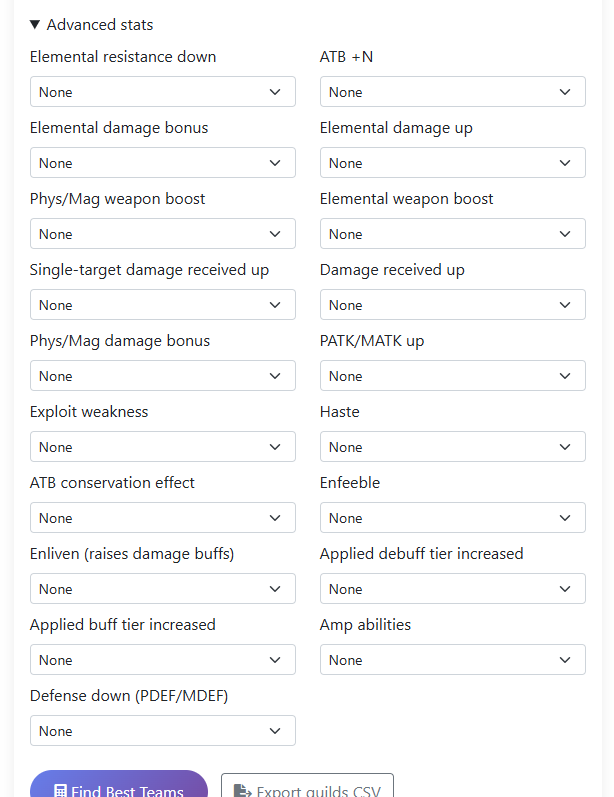 ▼ Advanced stats
Elemental resistance down ATB +N
None None
Elemental damage bonus Elemental damage up
None None
Phys/Mag weapon boost Elemental weapon boost
None None
Single-target damage received up Damage received up
None None
Phys/Mag damage bonus PATK/MATK up
None None
Exploit weakness Haste
None None
ATB conservation effect Enfeeble
None None
Enliven (raises damage buffs) Applied debuff tier increased
None None
Applied buff tier increased Amp abilities
None None
Defense down (PDEF/MDEF)
None
Find Best Teams Export guilds CSV